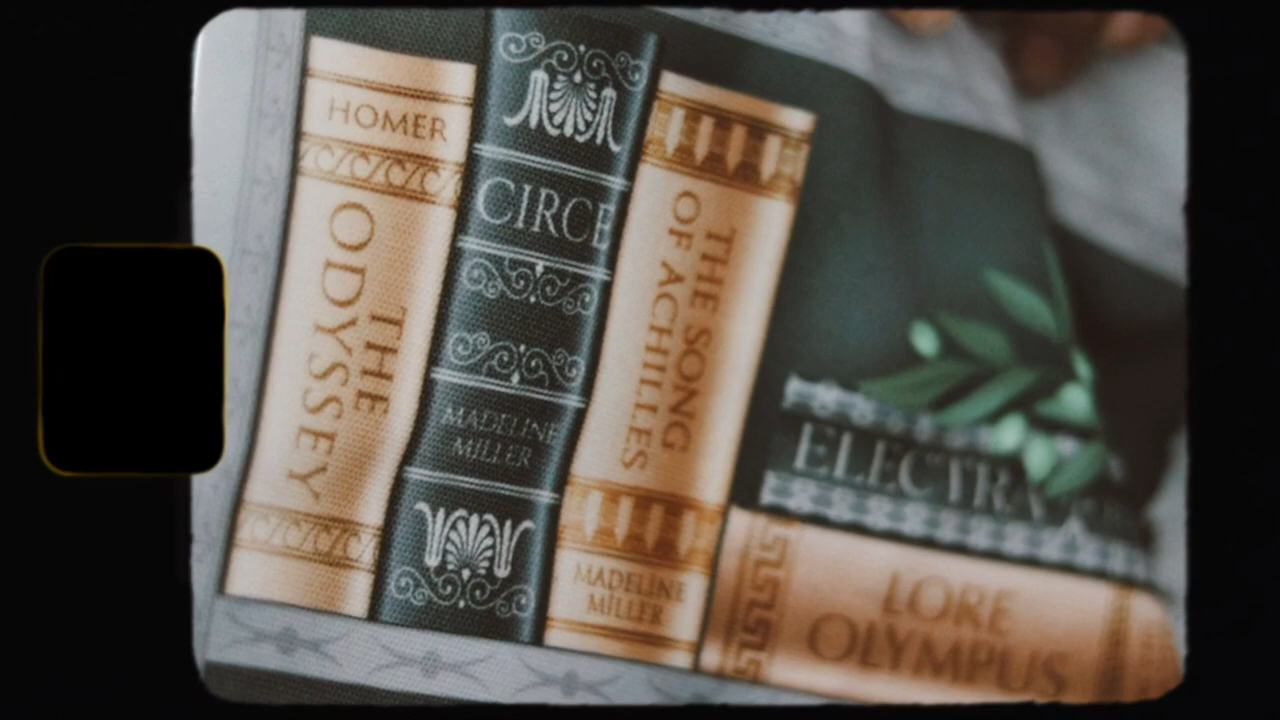 HOMER
THE
ODYSSEY
CIRCE
MADELINE
MILLER
THE SONG
OF ACHILLES
MADELINE
MILLER
ELECTRA
LORE
OLYMPUS